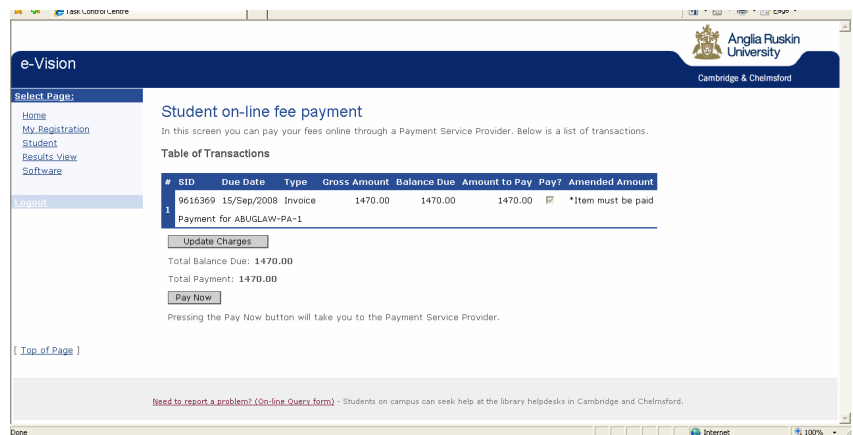 Task Control Centre
Page
Anglia Ruskin
University
e-Vision
Cambridge & Chelmsford
Select Page:
Home
My Registration
Student
Results View
Software
Logout
Student on-line fee payment
In this screen you can pay your fees online through a Payment Service Provider. Below is a list of transactions.
Table of Transactions
# SID Due Date Type Gross Amount Balance Due Amount to Pay Pay? Amended Amount
1 9616369 15/Sep/2008 Invoice 1470.00 1470.00 1470.00 *Item must be paid
Payment for ABUGLAW-PA-1
Update Charges
Total Balance Due: 1470.00
Total Payment: 1470.00
Pay Now
Pressing the Pay Now button will take you to the Payment Service Provider.
[ Top of Page ]
Need to report a problem? (On-line Query form) - Students on campus can seek help at the library helpdesks in Cambridge and Chelmsford.
Done Internet 100%